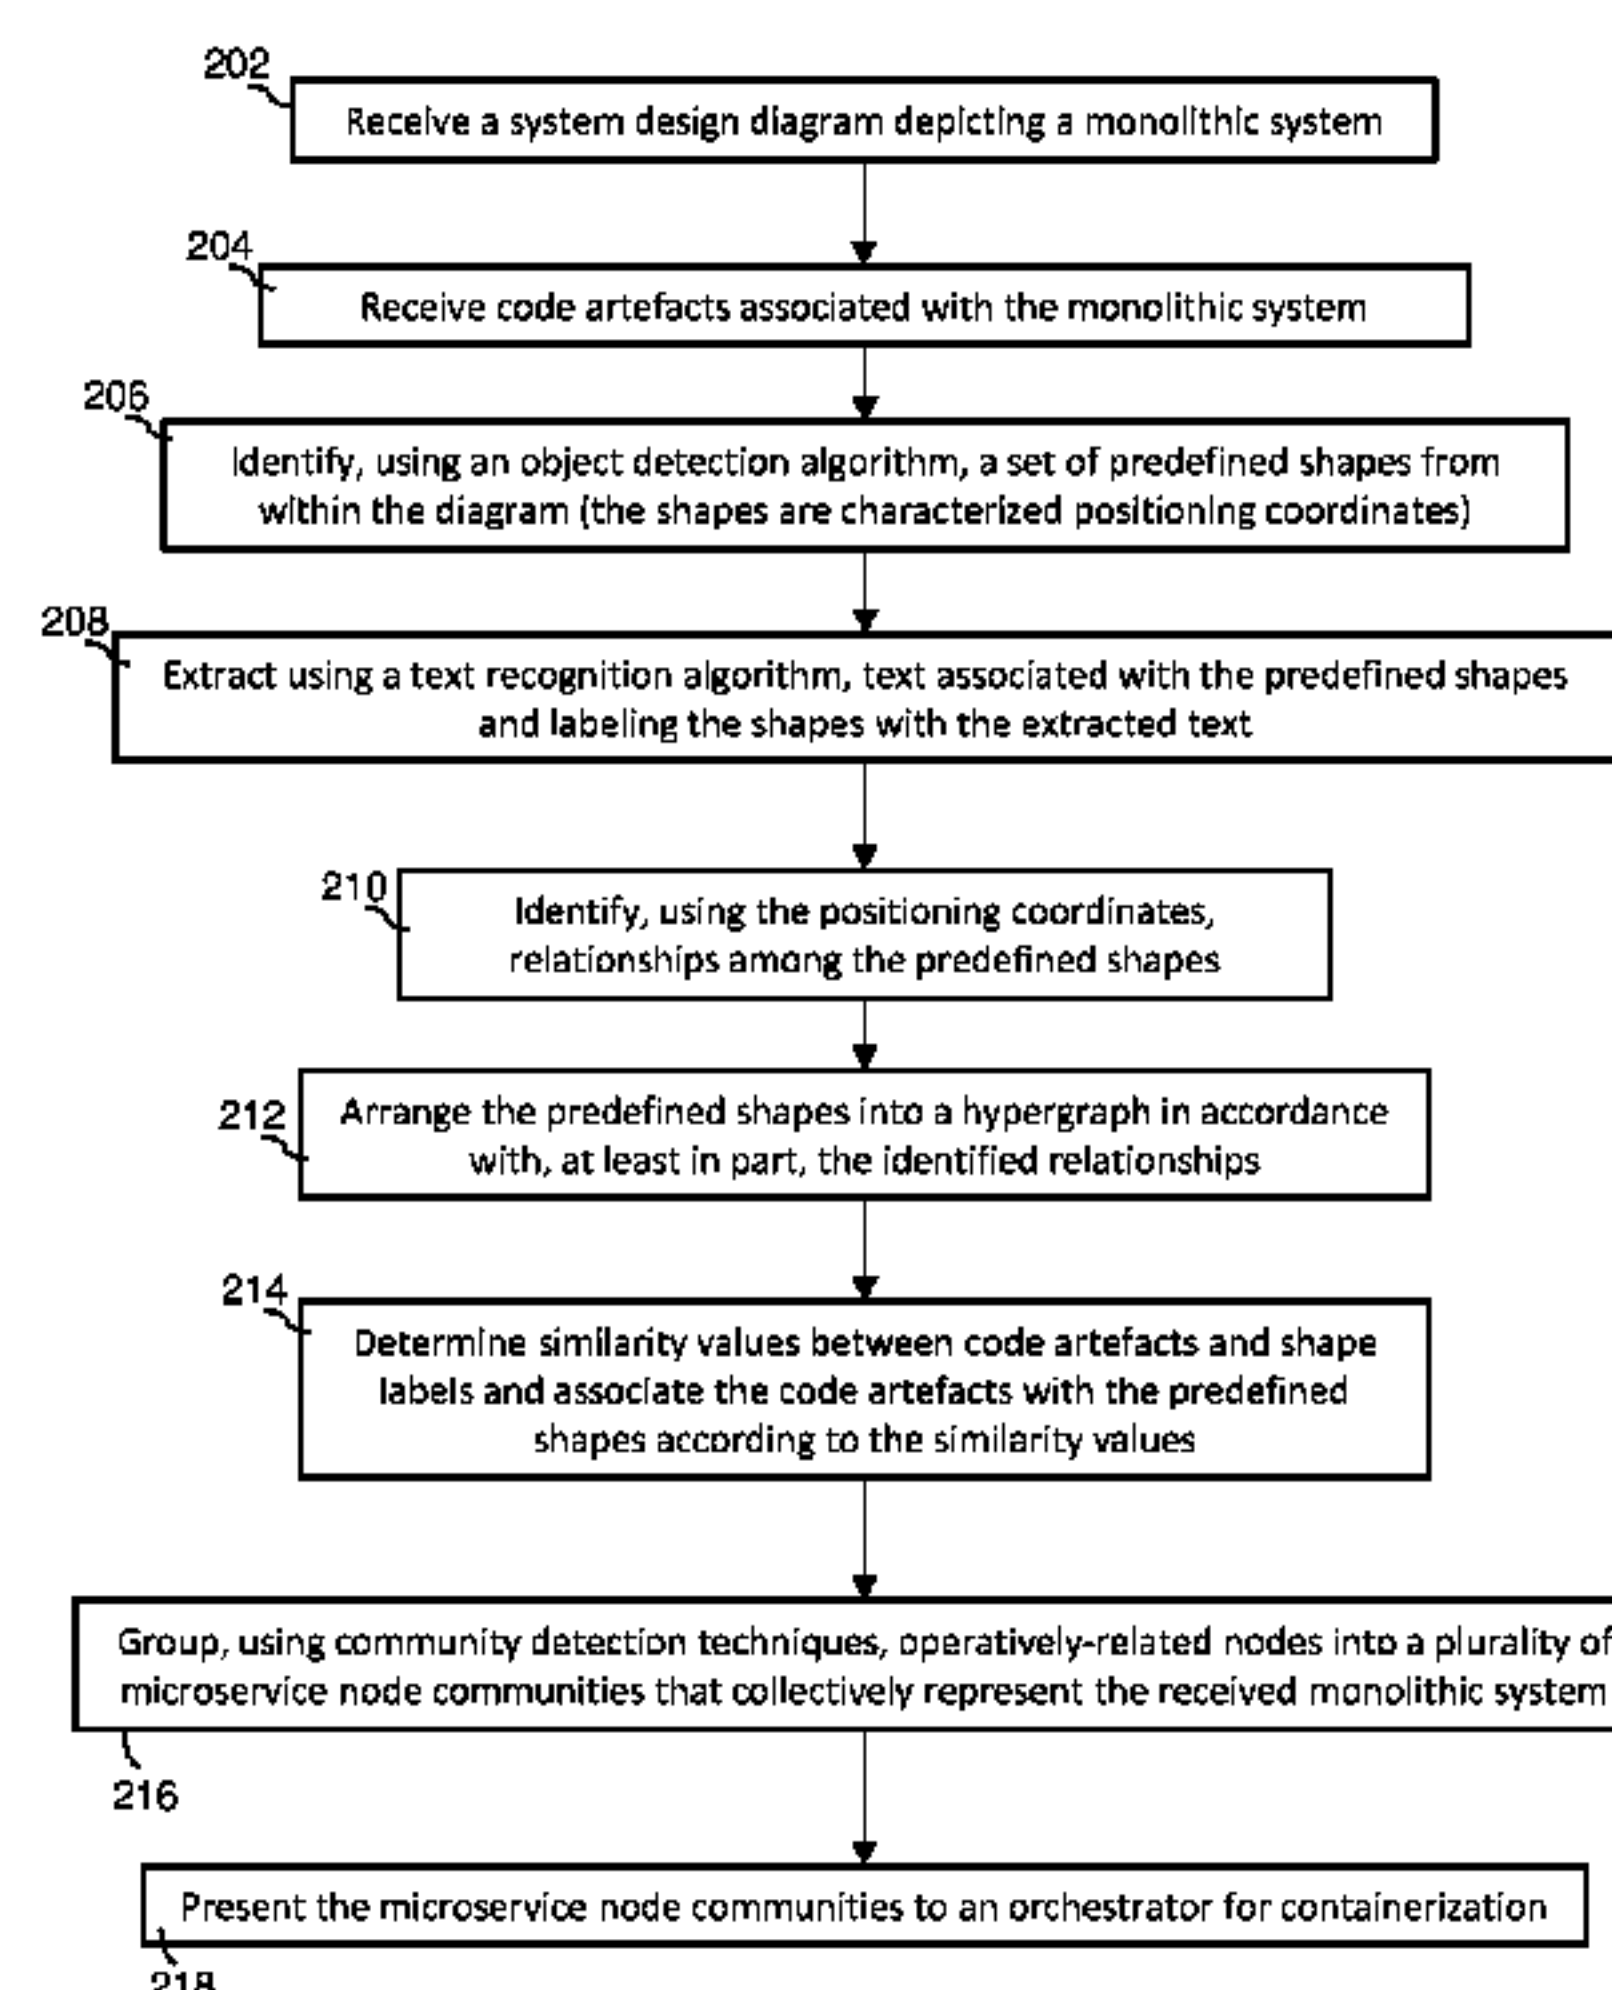 202
Receive a system design diagram depicting a monolithic system
204
Receive code artefacts associated with the monolithic system
206
Identify, using an object detection algorithm, a set of predefined shapes from
within the diagram (the shapes are characterized positioning coordinates)
208
Extract using a text recognition algorithm, text associated with the predefined shapes
and labeling the shapes with the extracted text
210
Identify, using the positioning coordinates,
relationships among the predefined shapes
212
Arrange the predefined shapes into a hypergraph in accordance
with, at least in part, the identified relationships
214
Determine similarity values between code artefacts and shape
labels and associate the code artefacts with the predefined
shapes according to the similarity values
Group, using community detection techniques, operatively-related nodes into a plurality of
microservice node communities that collectively represent the received monolithic system
216
Present the microservice node communities to an orchestrator for containerization
218